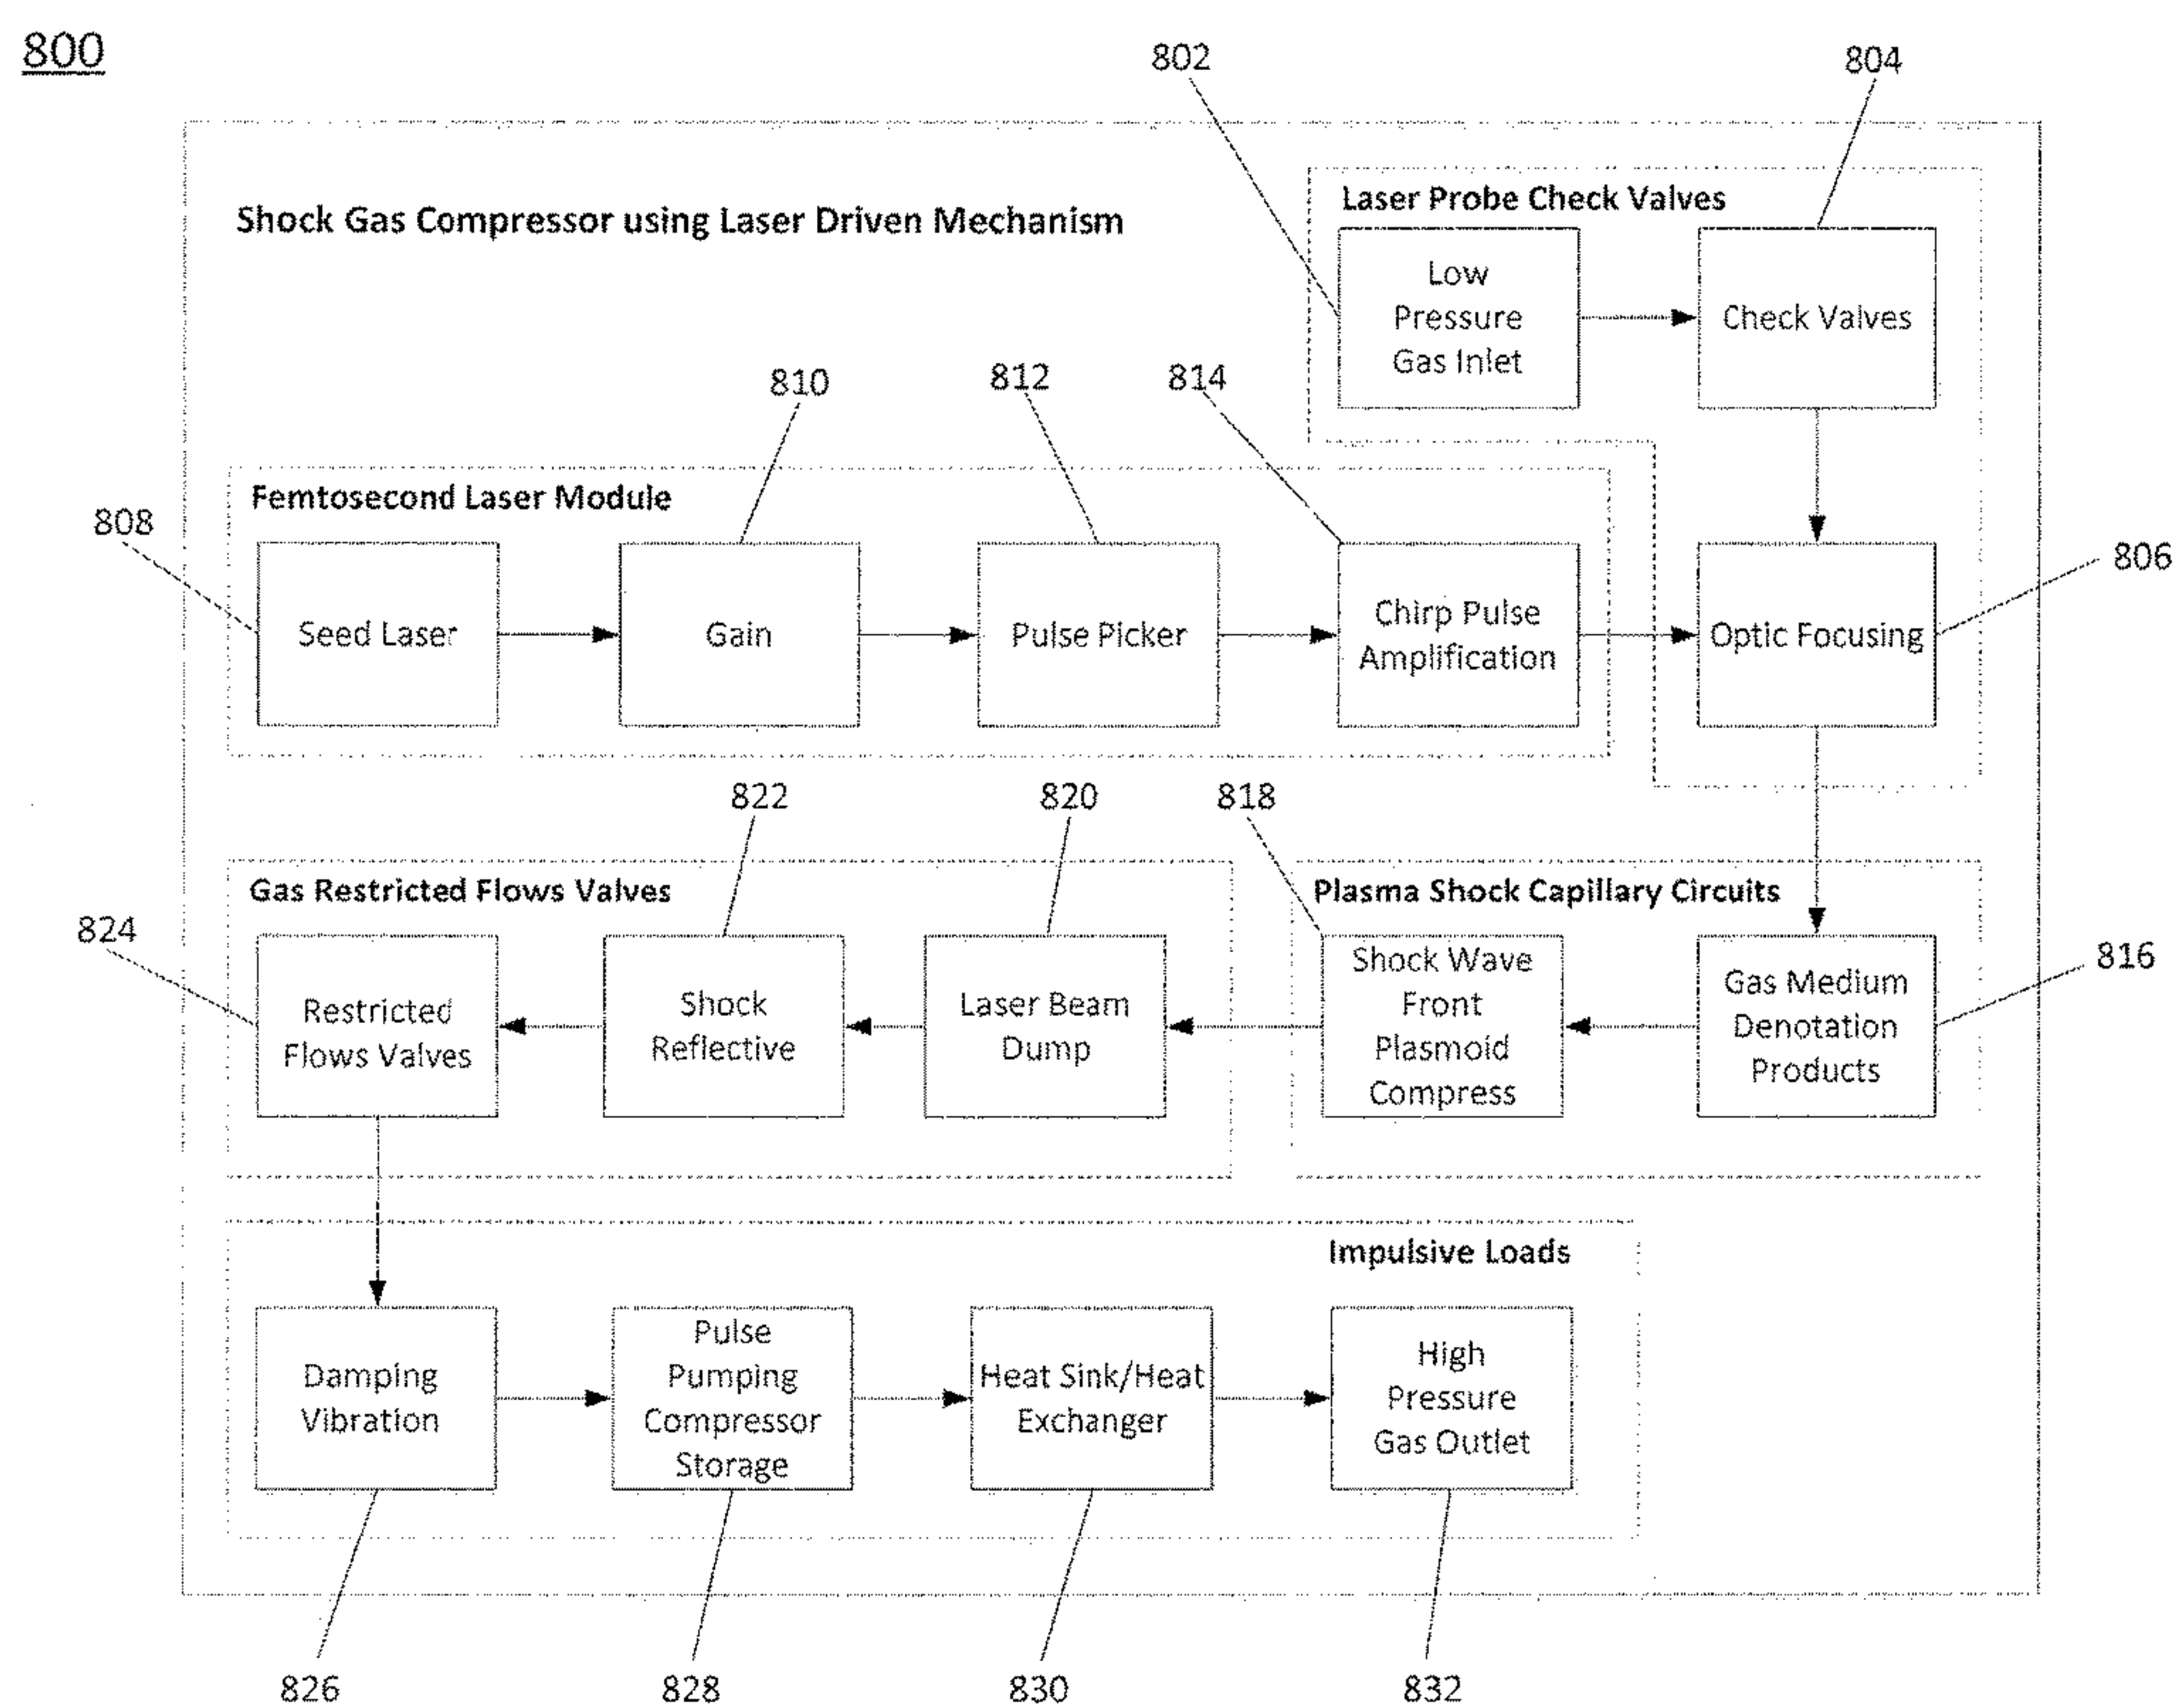 800
802
804
Shock Gas Compressor using Laser Driven Mechanism
Laser Probe Check Valves
Low
Pressure
Gas Inlet
Check Valves
810
812
814
Femtosecond Laser Module
808
806
Seed Laser
Gain
Pulse Picker
Chirp Pulse
Amplification
Optic Focusing
822
820
818
Gas Restricted Flows Valves
Plasma Shock Capillary Circuits
824
816
Restricted
Flows Valves
Shock
Reflective
Laser Beam
Dump
Shock Wave
Front
Plasmoid
Compress
Gas Medium
Denotation
Products
Impulsive Loads
Damping
Vibration
Pulse
Pumping
Compressor
Storage
Heat Sink/Heat
Exchanger
High
Pressure
Gas Outlet
826
828
830
832